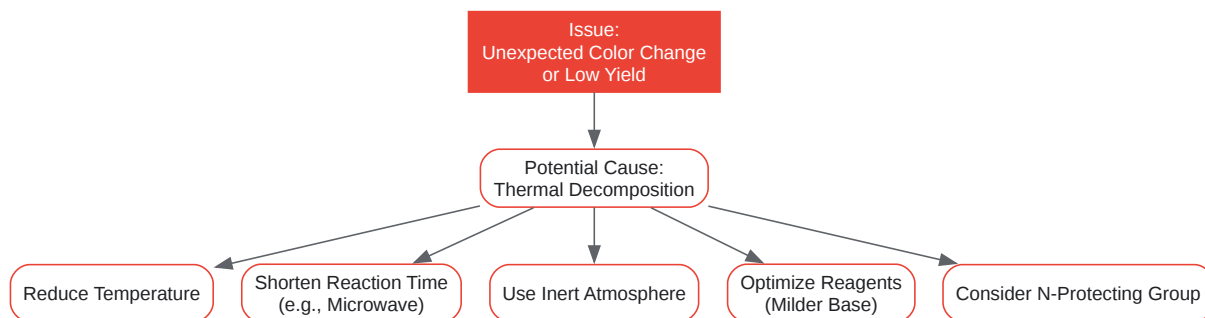 Issue:
Unexpected Color Change
or Low Yield
Potential Cause:
Thermal Decomposition
Reduce Temperature
Shorten Reaction Time
(e.g., Microwave)
Use Inert Atmosphere
Optimize Reagents
(Milder Base)
Consider N-Protecting Group